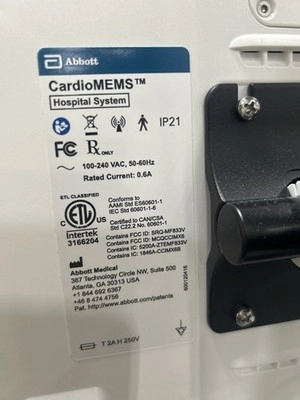 Abbott
CardioMEMS™
Hospital System
IP21
FC Rx ONLY
100-240 VAC, 50-60Hz
Rated Current: 0.6A
ETL CLASSIFIED
Intertek
3166204
Conforms to
AAMI Std ES60601-1
IEC Std 60601-1-6
Certified to CAN/CSA
Std C22.2 No. 60601-1
Contains FCC ID: SRQ-MF833V
Contains FCC ID: MCQCCIMX8
Contains IC: 5200A-ZTEMF833V
Contains IC: 1846A-CCIMX6B
Abbott Medical
387 Technology Circle NW, Suite 500
Atlanta, GA 30313 USA
+1 844 692 6367
+46 8 474 4756
Pat. http://www.abbott.com/patents
T 2A H 250V